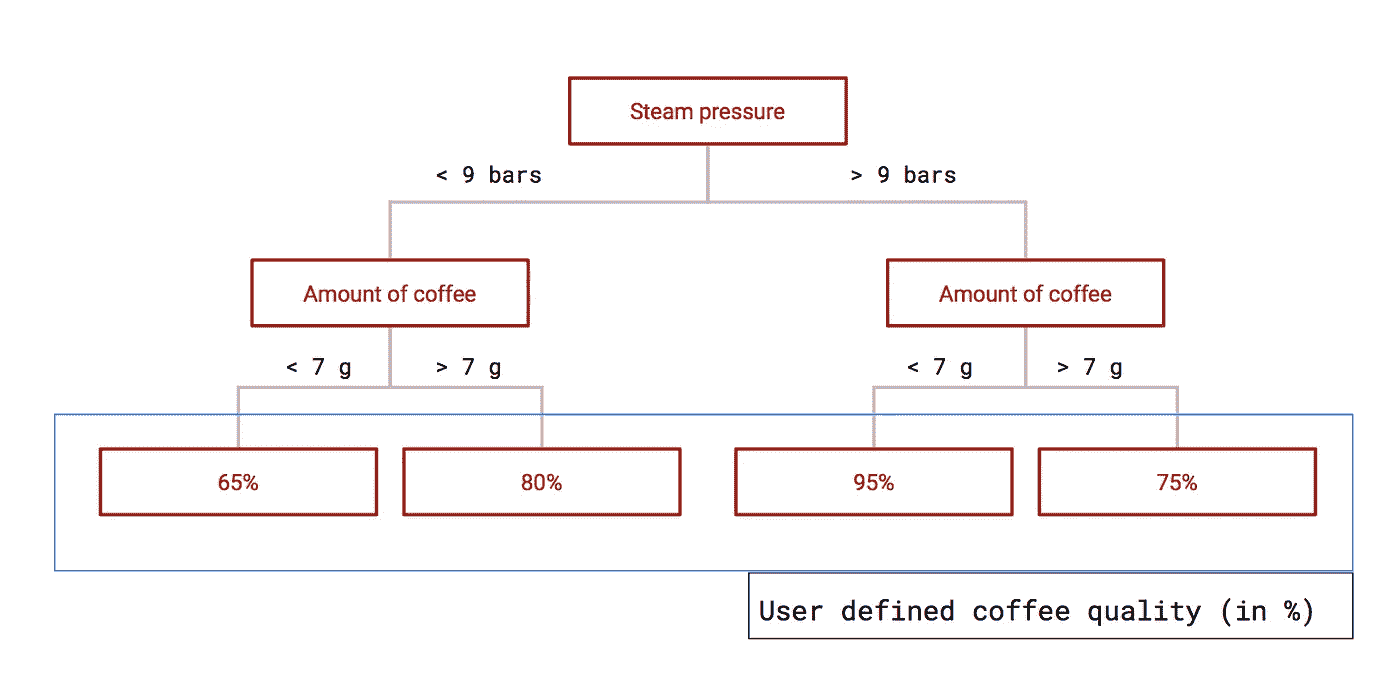 Steam pressure
< 9 bars
> 9 bars
Amount of coffee
Amount of coffee
< 7 g
> 7 g
< 7 g
> 7 g
65%
80%
95%
75%
User defined coffee quality (in %)